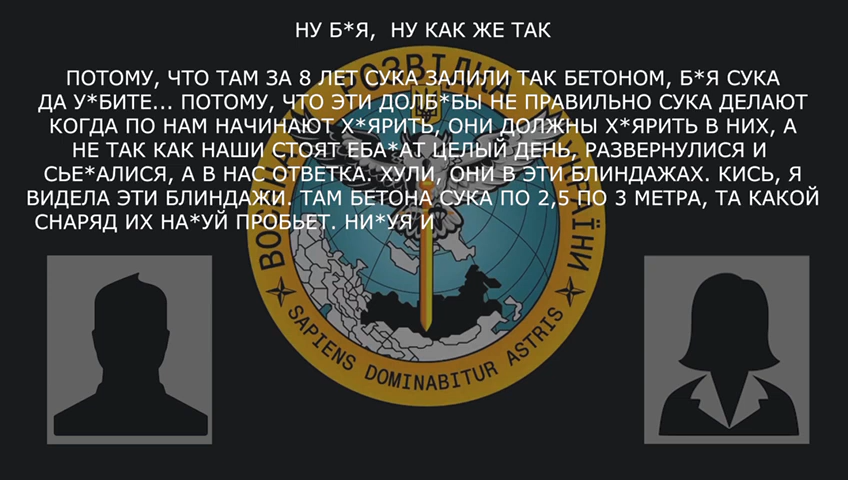 НУ Б*Я, НУ КАК ЖЕ ТАК
ПОТОМУ, ЧТО ТАМ ЗА 8 ЛЕТ СУКА ЗАЛИЛИ ТАК БЕТОНОМ, Б*Я СУКА
ДА У*БИТЕ... ПОТОМУ, ЧТО ЭТИ ДОЛБ*БЫ НЕ ПРАВИЛЬНО СУКА ДЕЛАЮТ
КОГДА ПО НАМ НАЧИНАЮТ Х*ЯРИТЬ, ОНИ ДОЛЖНЫ Х*ЯРИТЬ В НИХ, А
НЕ ТАК КАК НАШИ СТОЯТ ЕБА*АТ ЦЕЛЫЙ ДЕНЬ, РАЗВЕРНУЛИСЯ И
СЬЕ*АЛИСЯ, А В НАС ОТВЕТКА. ХУЛИ, ОНИ В ЭТИ БЛИНДАЖАХ. КИСЬ, Я
ВИДЕЛА ЭТИ БЛИНДАЖИ. ТАМ БЕТОНА СУКА ПО 2,5 ПО 3 МЕТРА, ТА КАКОЙ
СНАРЯД ИХ НА*УЙ ПРОБЬЕТ. НИ*УЯ И
РОЗВІДКА УКРАЇНИ
SAPIENS DOMINABITUR ASTRIS